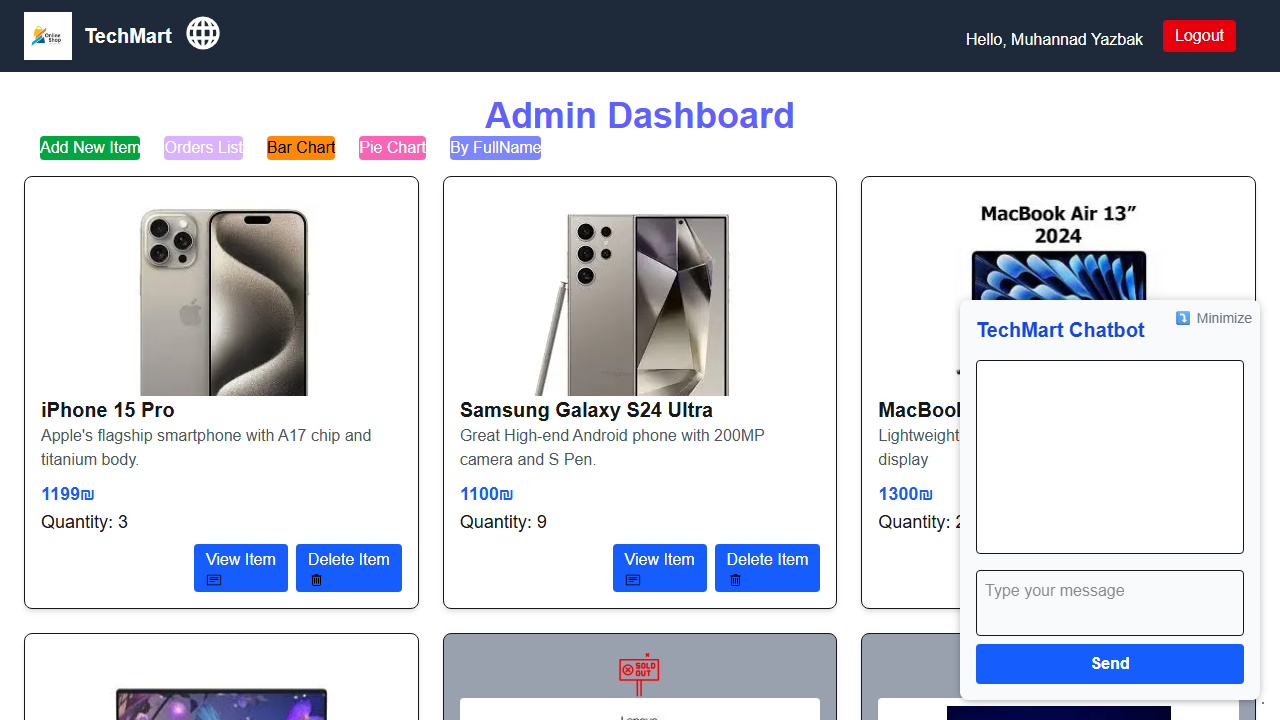 Online
Shop
TechMart
Hello, Muhannad Yazbak
Logout
Admin Dashboard
Add New Item
Orders List
Bar Chart
Pie Chart
By FullName
MacBook Air 13”
2024
iPhone 15 Pro
Apple's flagship smartphone with A17 chip and
titanium body.
1199₪
Quantity: 3
View Item
Delete Item
Samsung Galaxy S24 Ultra
Great High-end Android phone with 200MP
camera and S Pen.
1100₪
Quantity: 9
View Item
Delete Item
MacBook
Lightweight
display
1300₪
Quantity: 2
Minimize
TechMart Chatbot
Type your message
Send
SOLD
OUT
Lenovo